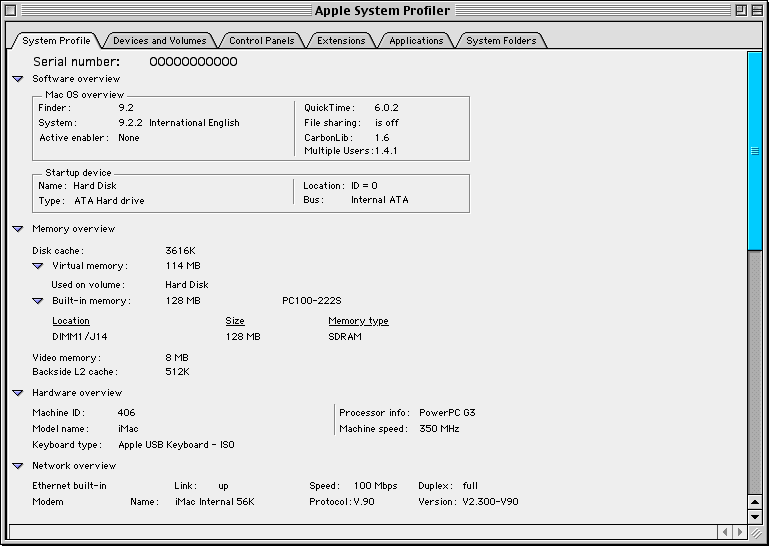 Apple System Profiler
System Profile Devices and Volumes Control Panels Extensions Applications System Folders
Serial number: 00000000000
Software overview
Mac OS overview
Finder: 9.2 QuickTime: 6.0.2
System: 9.2.2 International English File sharing: is off
Active enabler: None CarbonLib: 1.6
Multiple Users: 1.4.1
Startup device
Name: Hard Disk Location: ID = 0
Type: ATA Hard drive Bus: Internal ATA
Memory overview
Disk cache: 3616K
Virtual memory: 114 MB
Used on volume: Hard Disk
Built-in memory: 128 MB PC100-222S
Location Size Memory type
DIMM1/J14 128 MB SDRAM
Video memory: 8 MB
Backside L2 cache: 512K
Hardware overview
Machine ID: 406 Processor info: PowerPC G3
Model name: iMac Machine speed: 350 MHz
Keyboard type: Apple USB Keyboard - ISO
Network overview
Ethernet built-in Link: up Speed: 100 Mbps Duplex: full
Modem Name: iMac Internal 56K Protocol: V.90 Version: V2.300-V90